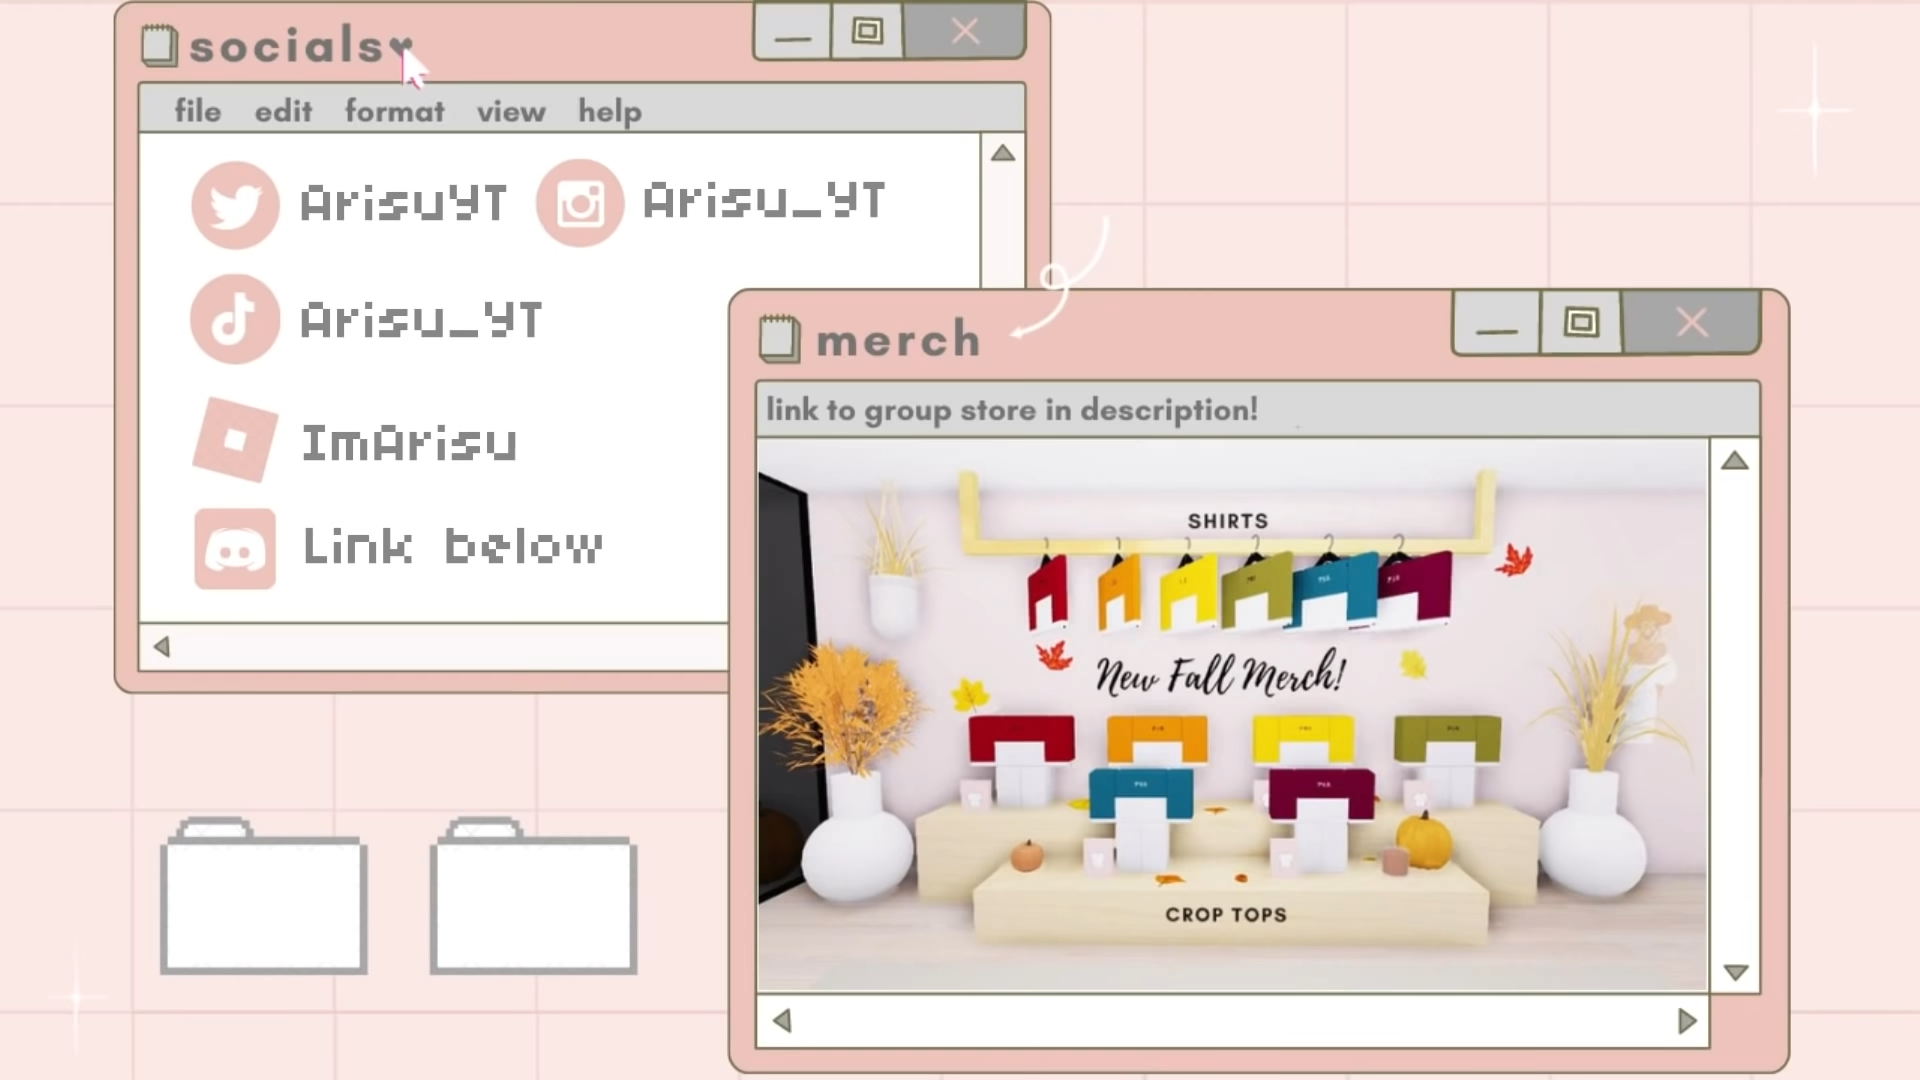 socials♥
file edit format view help
ArisuYT Arisu_YT
Arisu_YT
ImArisu
Link below
merch
link to group store in description!
SHIRTS
New Fall Merch!
CROP TOPS